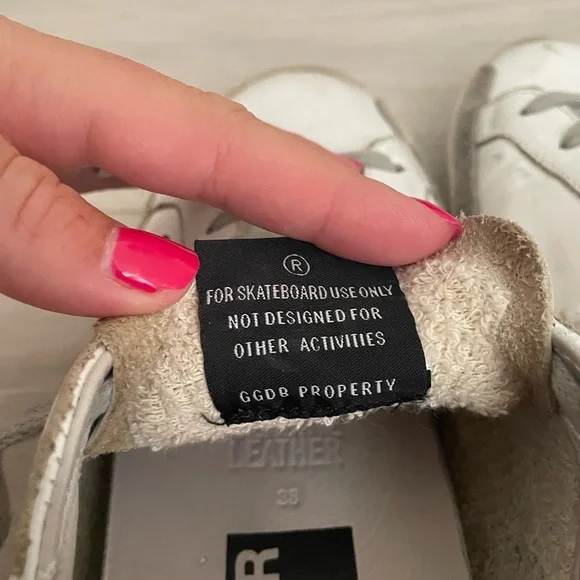 ®
FOR SKATEBOARD USE ONLY
NOT DESIGNED FOR
OTHER ACTIVITIES
GGDB PROPERTY
LEATHER
38
R